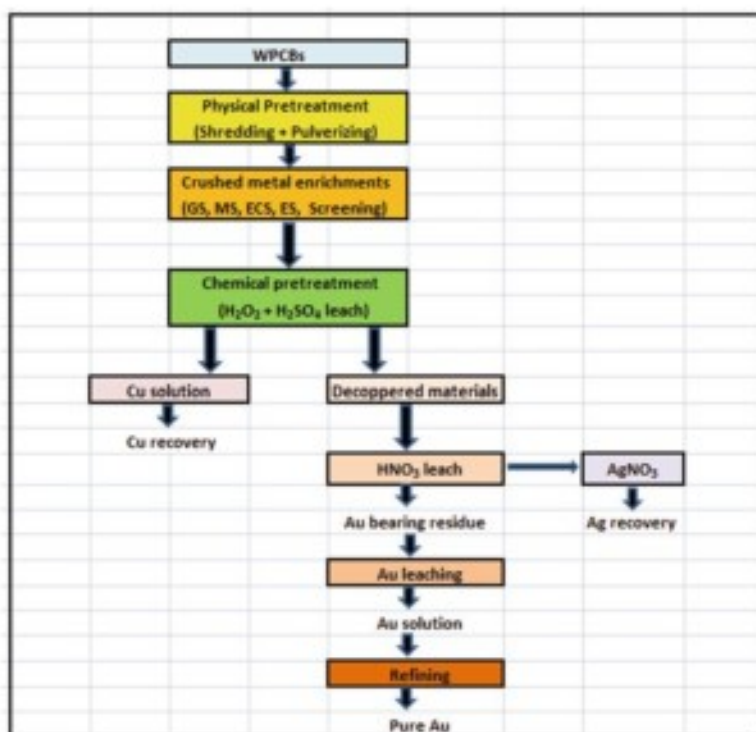 WPCBs
Physical Pretreatment
(Shredding + Pulverizing)
Crushed metal enrichments
(GS, MS, ECS, ES, Screening)
Chemical pretreatment
(H₂O₂ + H₂SO₄ leach)
Cu solution
Decoppered materials
Cu recovery
HNO₃ leach
AgNO₃
Au bearing residue
Ag recovery
Au leaching
Au solution
Refining
Pure Au